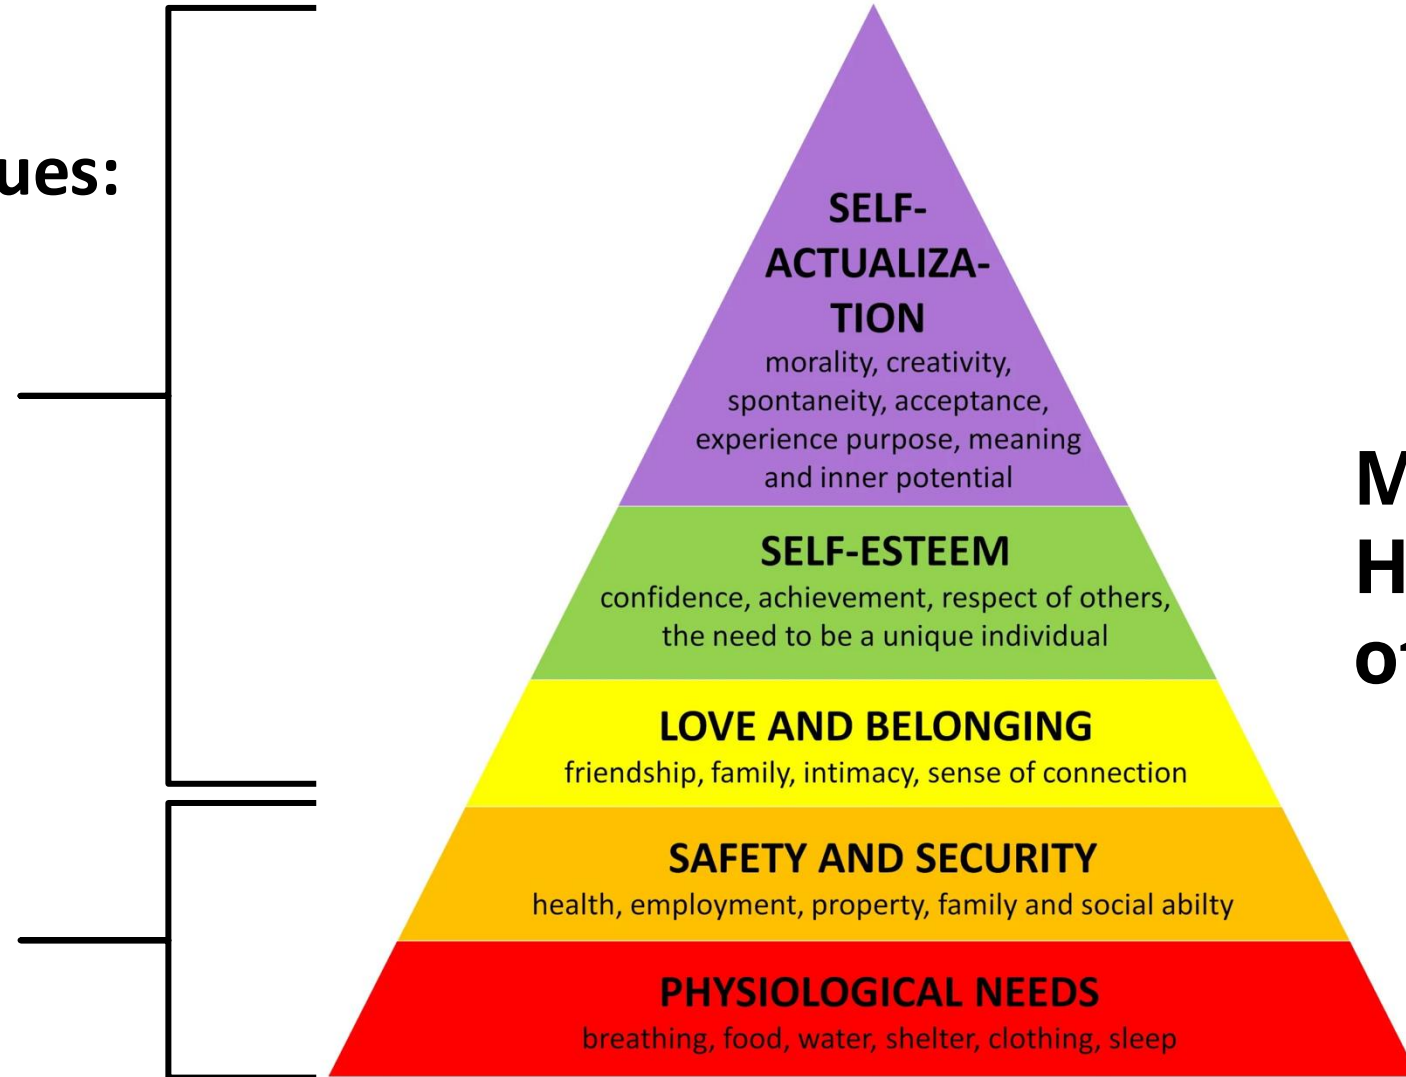 ues:
SELF-
ACTUALIZA-
TION
morality, creativity,
spontaneity, acceptance,
experience purpose, meaning
and inner potential
SELF-ESTEEM
confidence, achievement, respect of others,
the need to be a unique individual
LOVE AND BELONGING
friendship, family, intimacy, sense of connection
SAFETY AND SECURITY
health, employment, property, family and social abilty
PHYSIOLOGICAL NEEDS
breathing, food, water, shelter, clothing, sleep
M
H